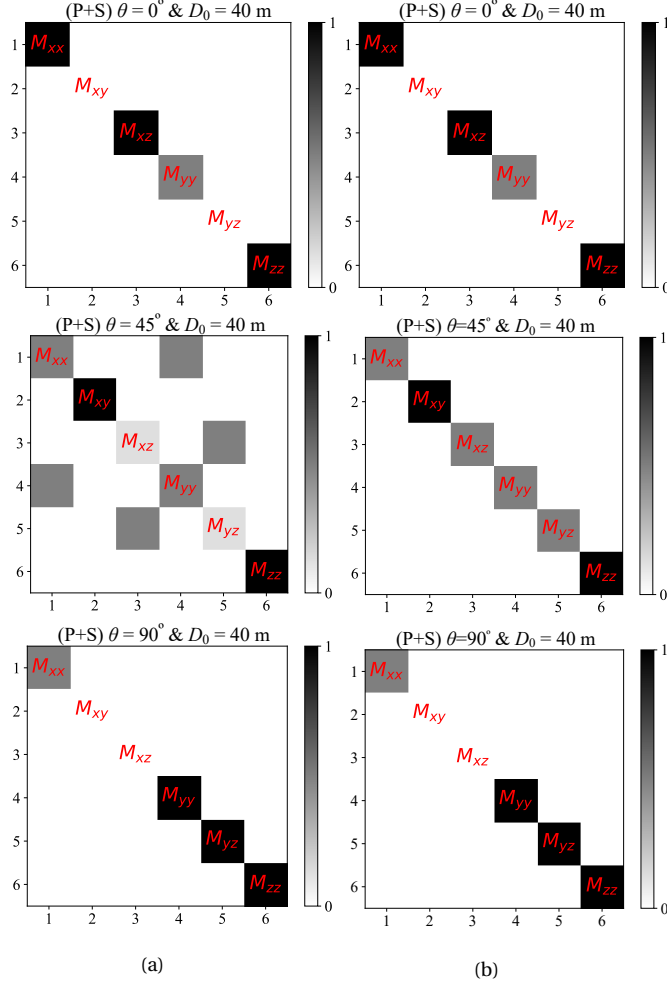 (P+S) θ = 0° & D₀ = 40 m
1
2
3
4
5
6
1 2 3 4 5 6
Mxx
Mxy
Mxz
Myy
Myz
Mzz
1
0
(P+S) θ = 0° & D₀ = 40 m
1
2
3
4
5
6
1 2 3 4 5 6
Mxx
Mxy
Mxz
Myy
Myz
Mzz
1
0
(P+S) θ = 45° & D₀ = 40 m
1
2
3
4
5
6
1 2 3 4 5 6
Mxx
Mxy
Mxz
Myy
Myz
Mzz
1
0
(P+S) θ=45° & D₀ = 40 m
1
2
3
4
5
6
1 2 3 4 5 6
Mxx
Mxy
Mxz
Myy
Myz
Mzz
1
0
(P+S) θ = 90° & D₀ = 40 m
1
2
3
4
5
6
1 2 3 4 5 6
Mxx
Mxy
Mxz
Myy
Myz
Mzz
1
0
(P+S) θ=90° & D₀ = 40 m
1
2
3
4
5
6
1 2 3 4 5 6
Mxx
Mxy
Mxz
Myy
Myz
Mzz
1
0
(a)
(b)